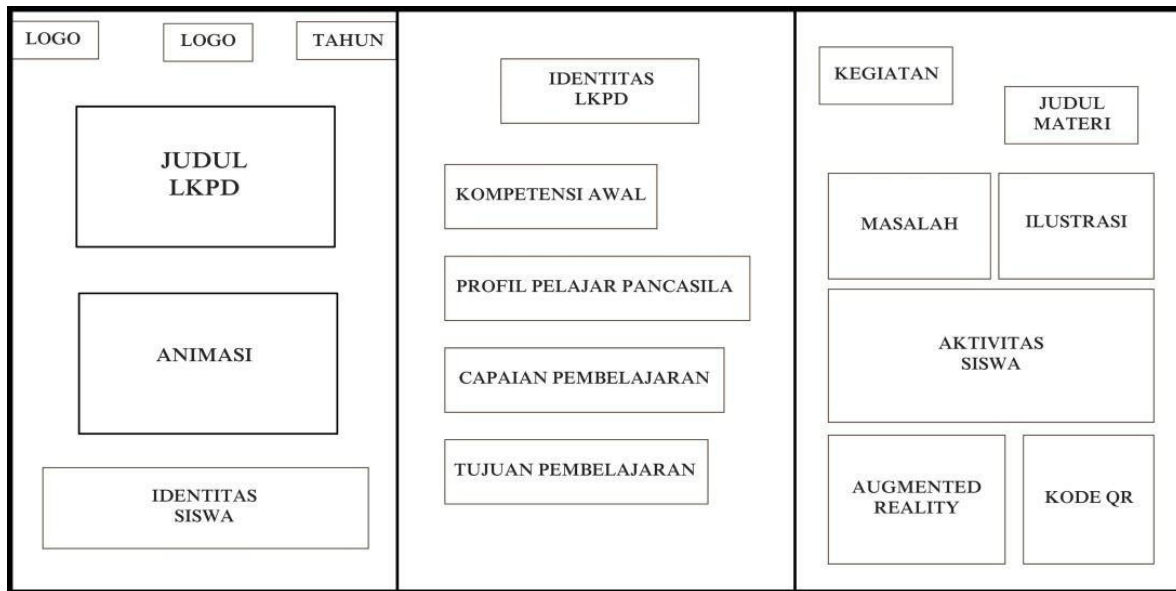 LOGO
LOGO
TAHUN
JUDUL
LKPD
ANIMASI
IDENTITAS
SISWA
IDENTITAS
LKPD
KOMPETENSI AWAL
PROFIL PELAJAR PANCASILA
CAPAIAN PEMBELAJARAN
TUJUAN PEMBELAJARAN
KEGIATAN
JUDUL
MATERI
MASALAH
ILUSTRASI
AKTIVITAS
SISWA
AUGMENTED
REALITY
KODE QR